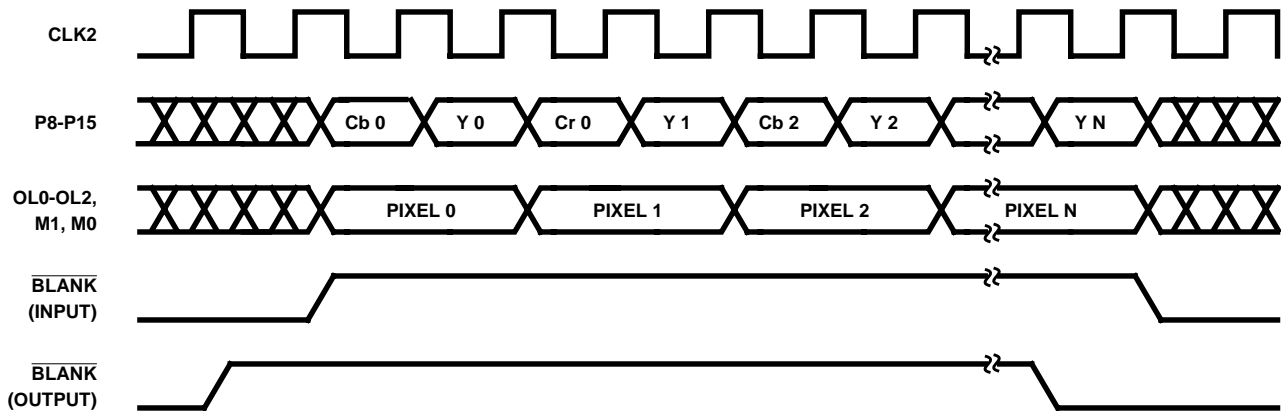 CLK2
P8-P15
Cb 0 Y 0 Cr 0 Y 1 Cb 2 Y 2 Y N
OL0-OL2,
M1, M0
PIXEL 0 PIXEL 1 PIXEL 2 PIXEL N
BLANK
(INPUT)
BLANK
(OUTPUT)